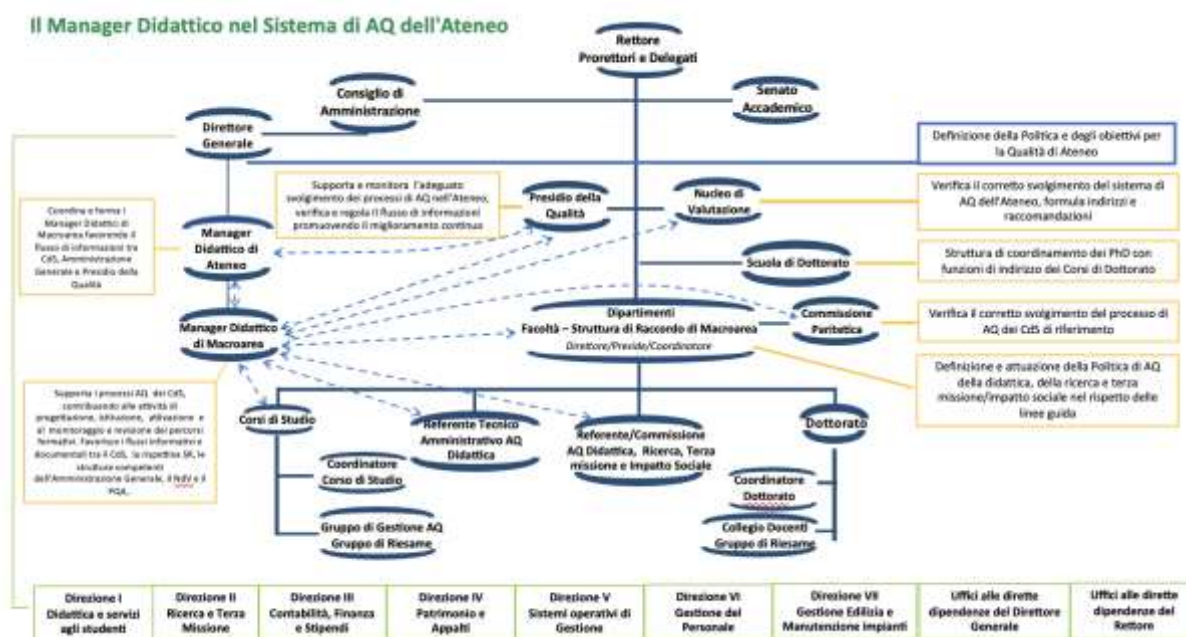 Il Manager Didattico nel Sistema di AQ dell'Ateneo
Rettore
Prorettori e Delegati
Consiglio di
Amministrazione
Senato
Accademico
Direttore
Generale
Definizione della Politica e degli obiettivi per
la Qualità di Ateneo
Coordina e forma i
Manager Didattici di
Macroarea favorendo il
flusso di informazioni tra
CdS, Amministrazione
Generale e Presidio della
Qualità
Supporta e monitora l'adeguato
svolgimento dei processi di AQ nell'Ateneo,
verifica e regola il flusso di informazioni
promuovendo il miglioramento continuo
Presidio della
Qualità
Nucleo di
Valutazione
Verifica il corretto svolgimento del sistema di
AQ dell'Ateneo, formula indirizzi e
raccomandazioni
Manager
Didattico di
Ateneo
Scuola di Dottorato
Struttura di coordinamento dei PhD con
funzioni di indirizzo dei Corsi di Dottorato
Manager Didattico
di Macroarea
Dipartimenti
Facoltà – Struttura di Raccordo di Macroarea
Direttore/Preside/Coordinatore
Commissione
Paritetica
Verifica il corretto svolgimento del processo di
AQ dei CdS di riferimento
Definizione e attuazione della Politica di AQ
della didattica, della ricerca e terza
missione/impatto sociale nel rispetto delle
linee guida
Supporta i processi AQ dei CdS,
contribuendo alle attività di
progettazione, istituzione, attivazione e
al monitoraggio e revisione dei percorsi
formativi. Favorisce i flussi informativi e
documentali tra il CdS, la rispettiva SR, le
strutture competenti
dell'Amministrazione Generale, il NdV e il
PQA.
Corsi di Studio
Referente Tecnico
Amministrativo AQ
Didattica
Referente/Commissione
AQ Didattica, Ricerca, Terza
missione e Impatto Sociale
Dottorato
Coordinatore
Corso di Studio
Coordinatore
Dottorato
Gruppo di Gestione AQ
Gruppo di Riesame
Collegio Docenti
Gruppo di Riesame
Direzione I
Didattica e servizi
agli studenti
Direzione II
Ricerca e Terza
Missione
Direzione III
Contabilità, Finanza
e Stipendi
Direzione IV
Patrimonio e
Appalti
Direzione V
Sistemi operativi di
Gestione
Direzione VI
Gestione del
Personale
Direzione VII
Gestione Edilizia e
Manutenzione impianti
Uffici alle dirette
dipendenze del Direttore
Generale
Uffici alle dirette
dipendenze del
Rettore